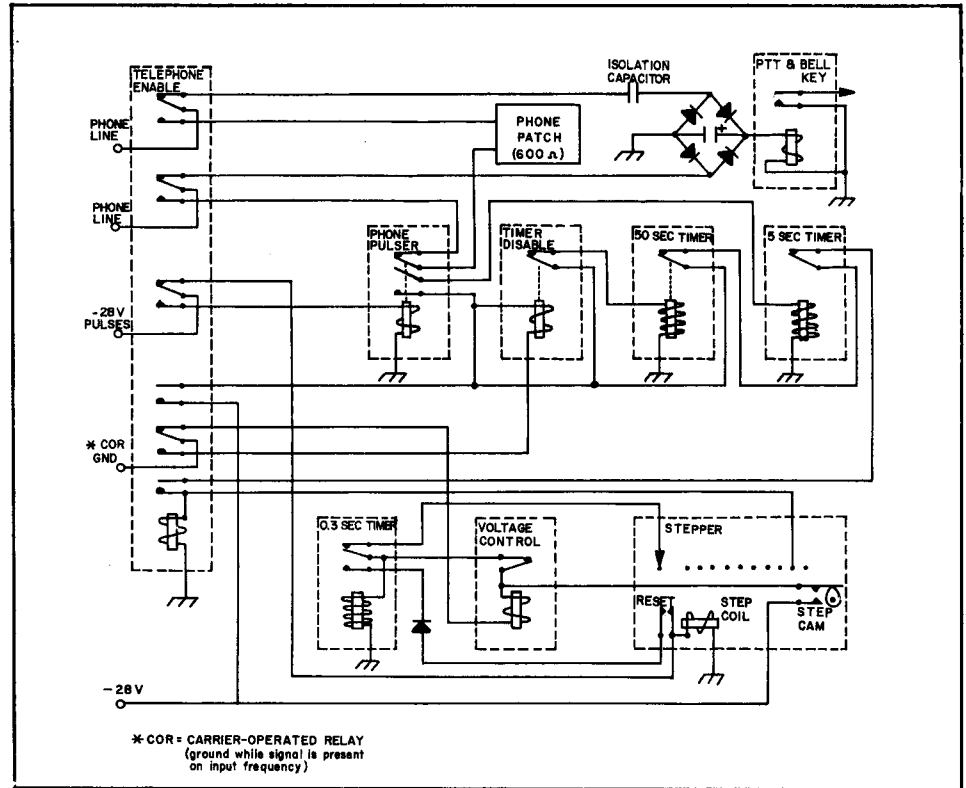 TELEPHONE
ENABLE
ISOLATION
CAPACITOR
PTT & BELL
KEY
PHONE
LINE
PHONE
PATCH
(600 Ω)
PHONE
LINE
PHONE
PULSER
TIMER
DISABLE
50 SEC TIMER
5 SEC TIMER
-28V
PULSES
* COR
GND
0.3 SEC TIMER
VOLTAGE
CONTROL
STEPPER
RESET
STEP
COIL
STEP
CAM
-28V
* COR = CARRIER-OPERATED RELAY
(ground while signal is present
on input frequency)